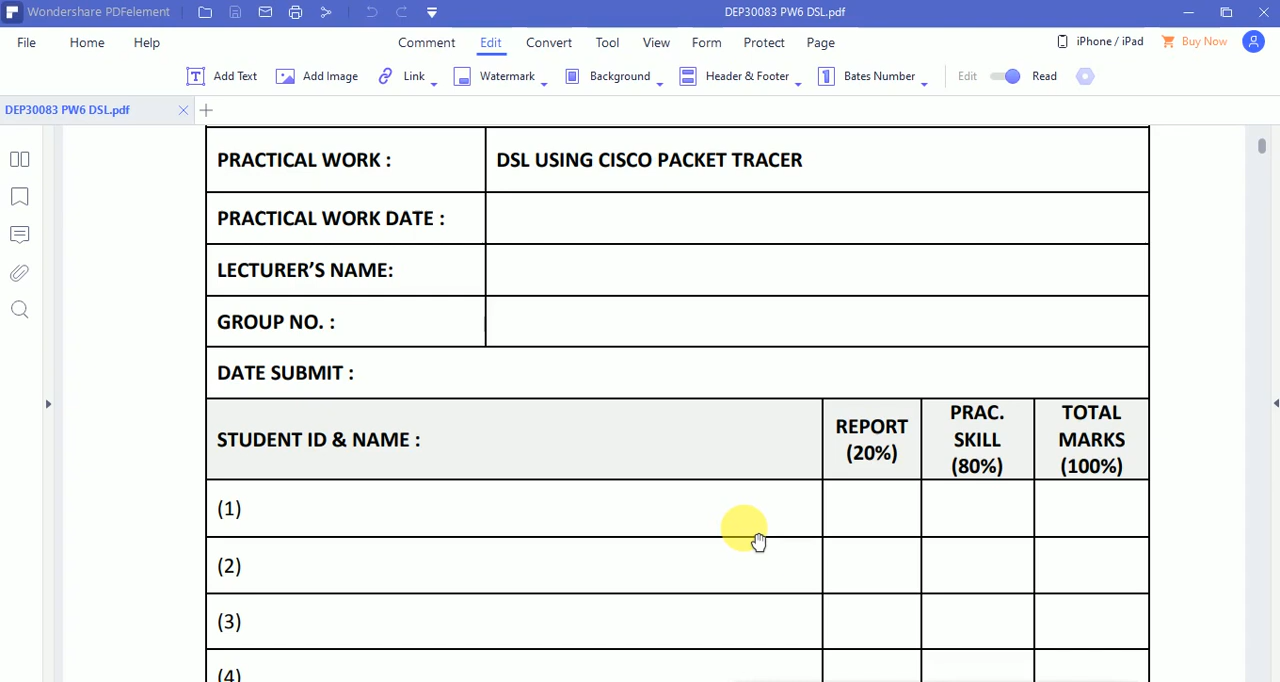 Wondershare PDFelement
DEP30083 PW6 DSL.pdf
File Home Help Comment Edit Convert Tool View Form Protect Page iPhone / iPad Buy Now
Add Text Add Image Link Watermark Background Header & Footer Bates Number Edit Read
DEP30083 PW6 DSL.pdf
PRACTICAL WORK :
DSL USING CISCO PACKET TRACER
PRACTICAL WORK DATE :
LECTURER’S NAME:
GROUP NO. :
DATE SUBMIT :
STUDENT ID & NAME :
REPORT
(20%)
PRAC.
SKILL
(80%)
TOTAL
MARKS
(100%)
(1)
(2)
(3)
(4)